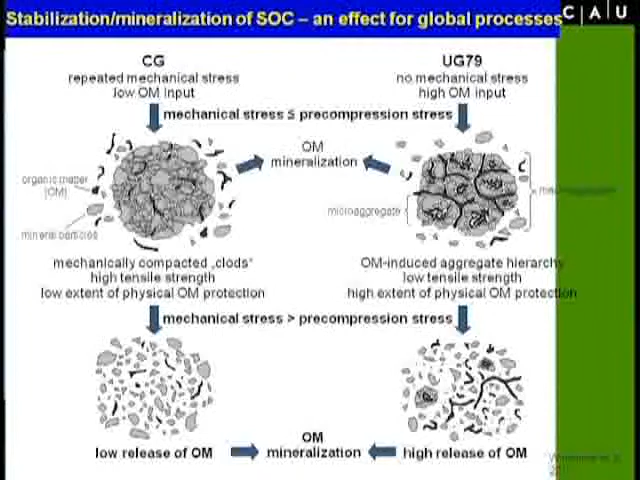 Stabilization/mineralization of SOC – an effect for global processes
C A U
CG
repeated mechanical stress
low OM input
UG79
no mechanical stress
high OM input
mechanical stress ≤ precompression stress
OM
mineralization
organic matter
(OM)
mineral particles
microaggregate
mechanically compacted „clods“
high tensile strength
low extent of physical OM protection
OM-induced aggregate hierarchy
low tensile strength
high extent of physical OM protection
mechanical stress > precompression stress
low release of OM
OM
mineralization
high release of OM